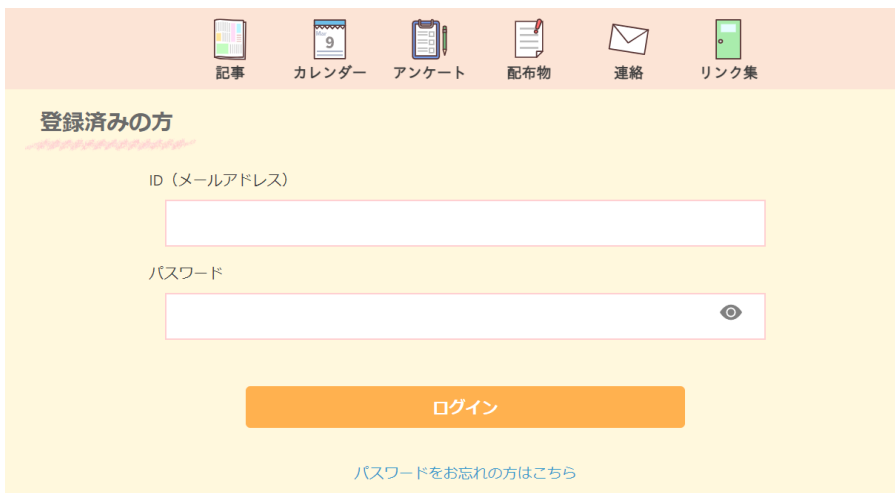 9
記事 カレンダー アンケート 配布物 連絡 リンク集
登録済みの方
ID（メールアドレス）
パスワード
ログイン
パスワードをお忘れの方はこちら